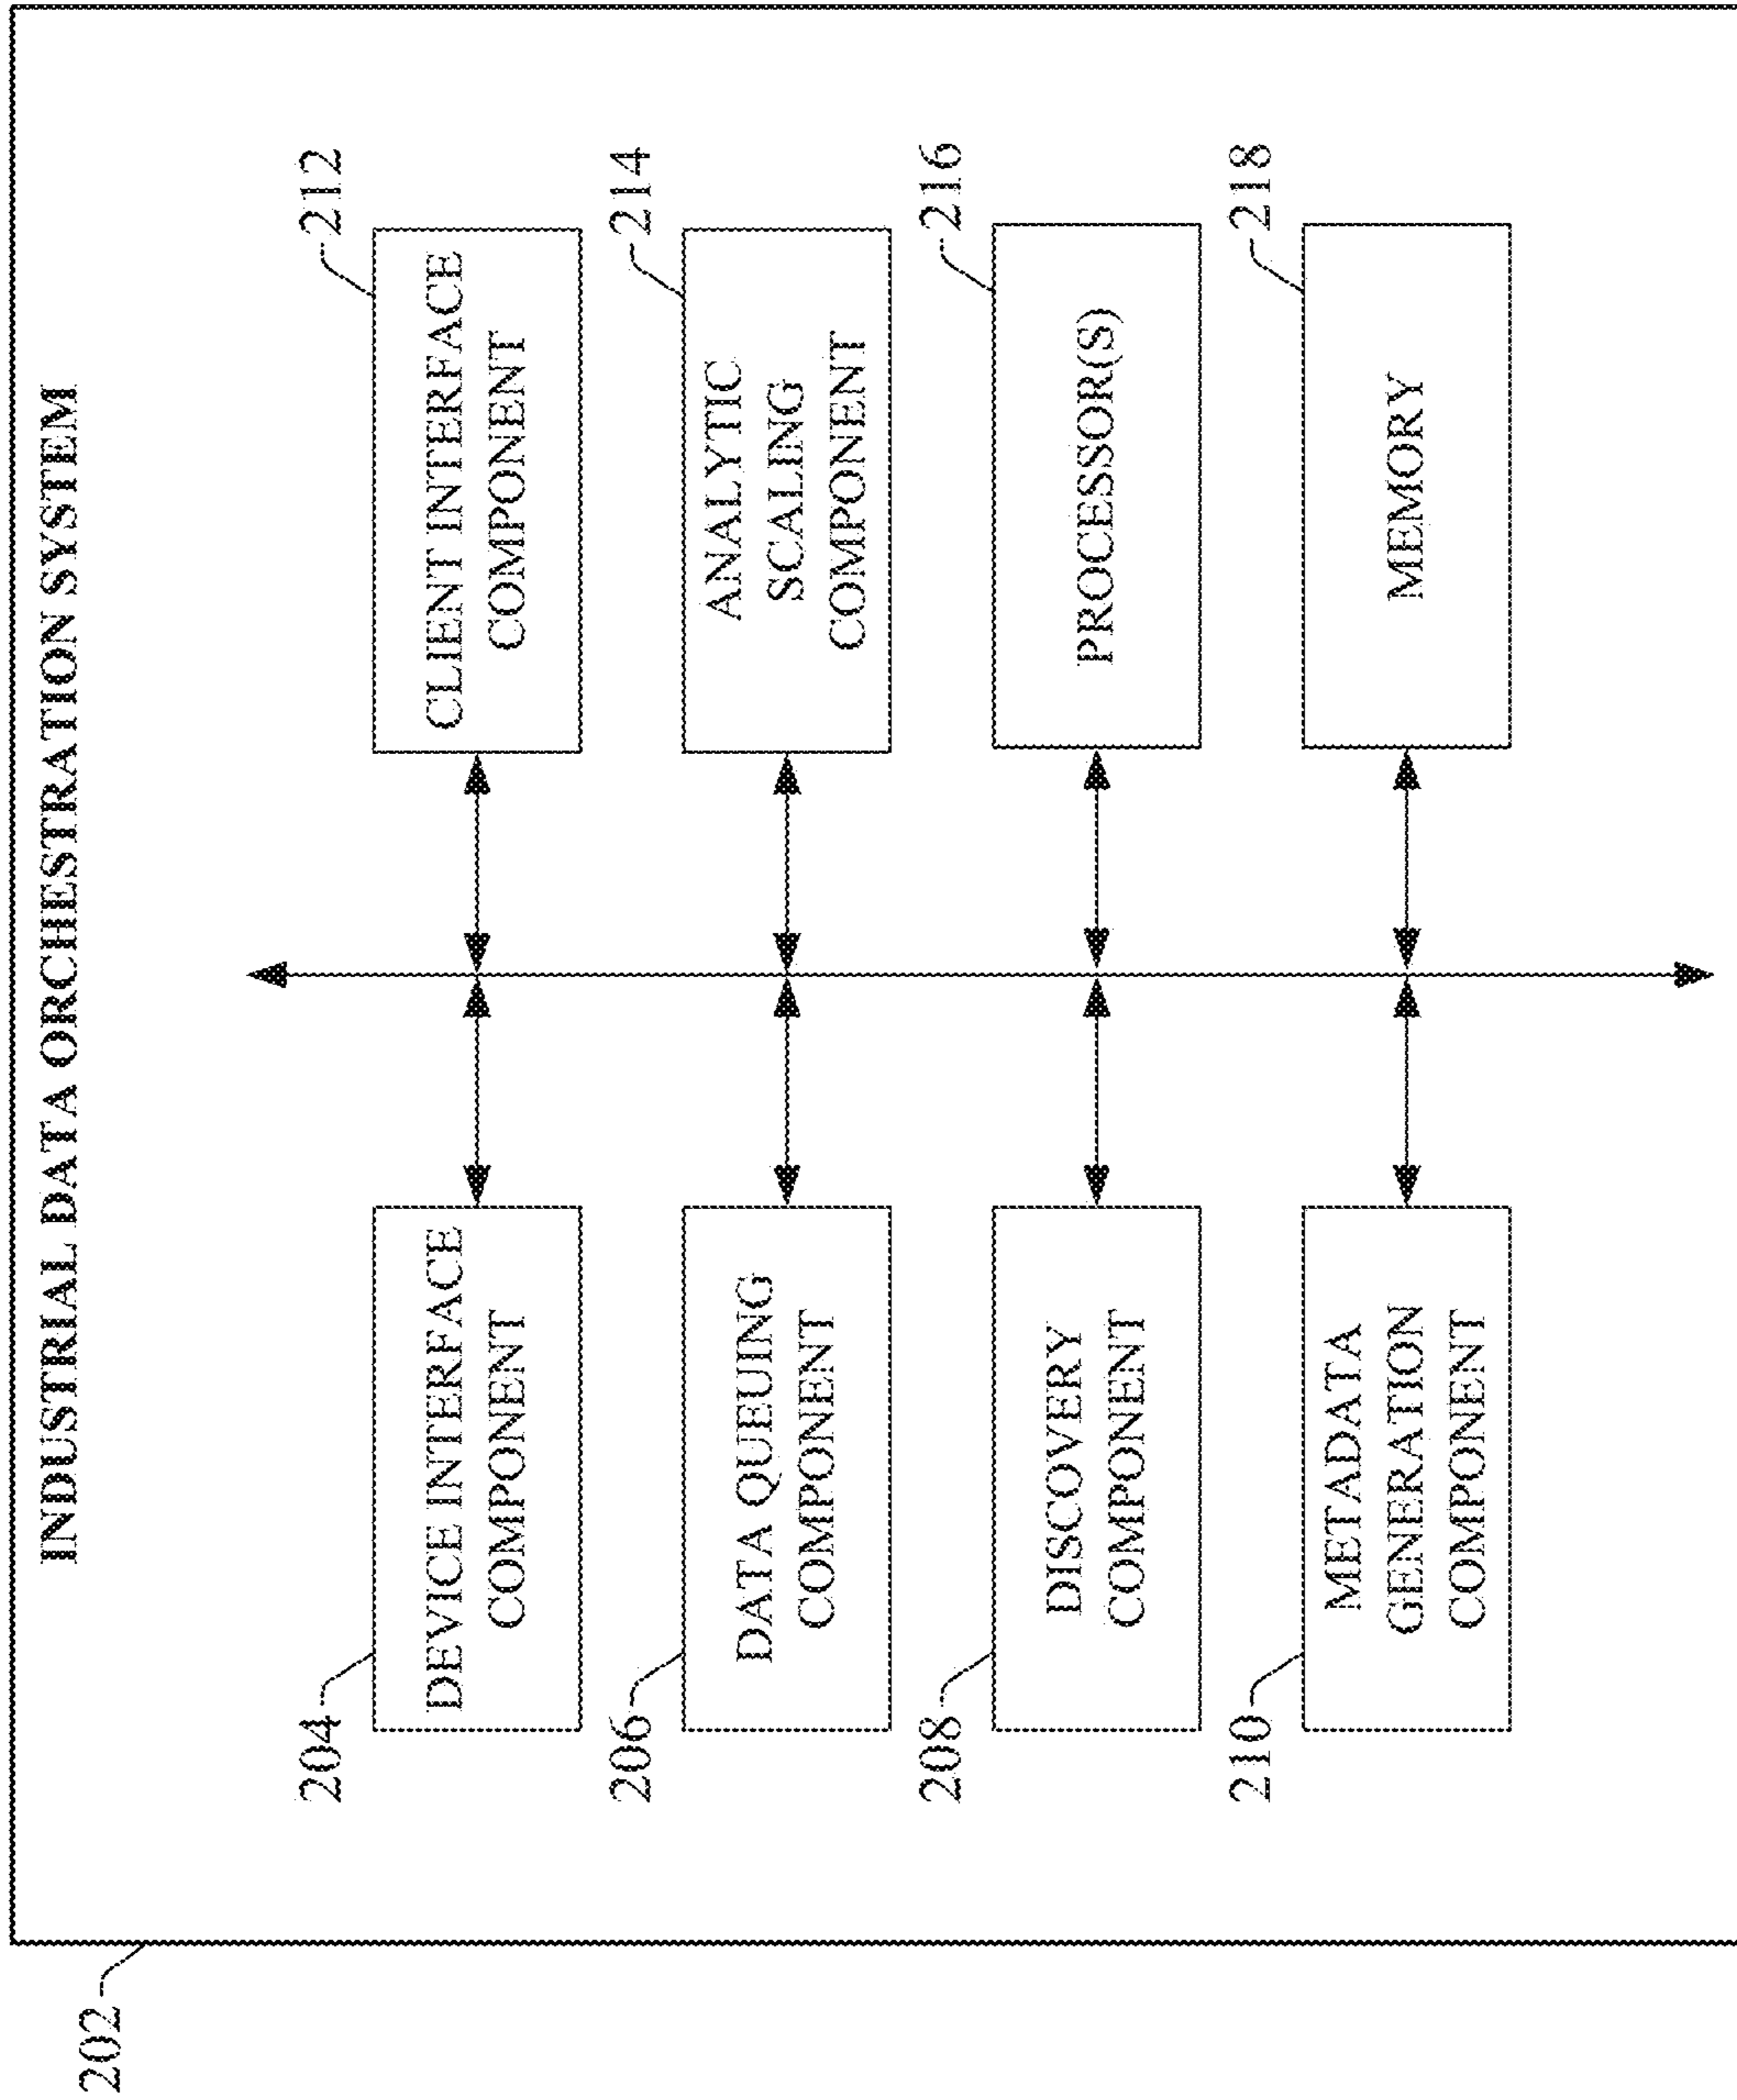 INDUSTRIAL DATA ORCHESTRATION SYSTEM
202
204
DEVICE INTERFACE
COMPONENT
206
DATA QUEUING
COMPONENT
208
DISCOVERY
COMPONENT
210
METADATA
GENERATION
COMPONENT
212
CLIENT INTERFACE
COMPONENT
214
ANALYTIC
SCALING
COMPONENT
216
PROCESSOR(S)
218
MEMORY